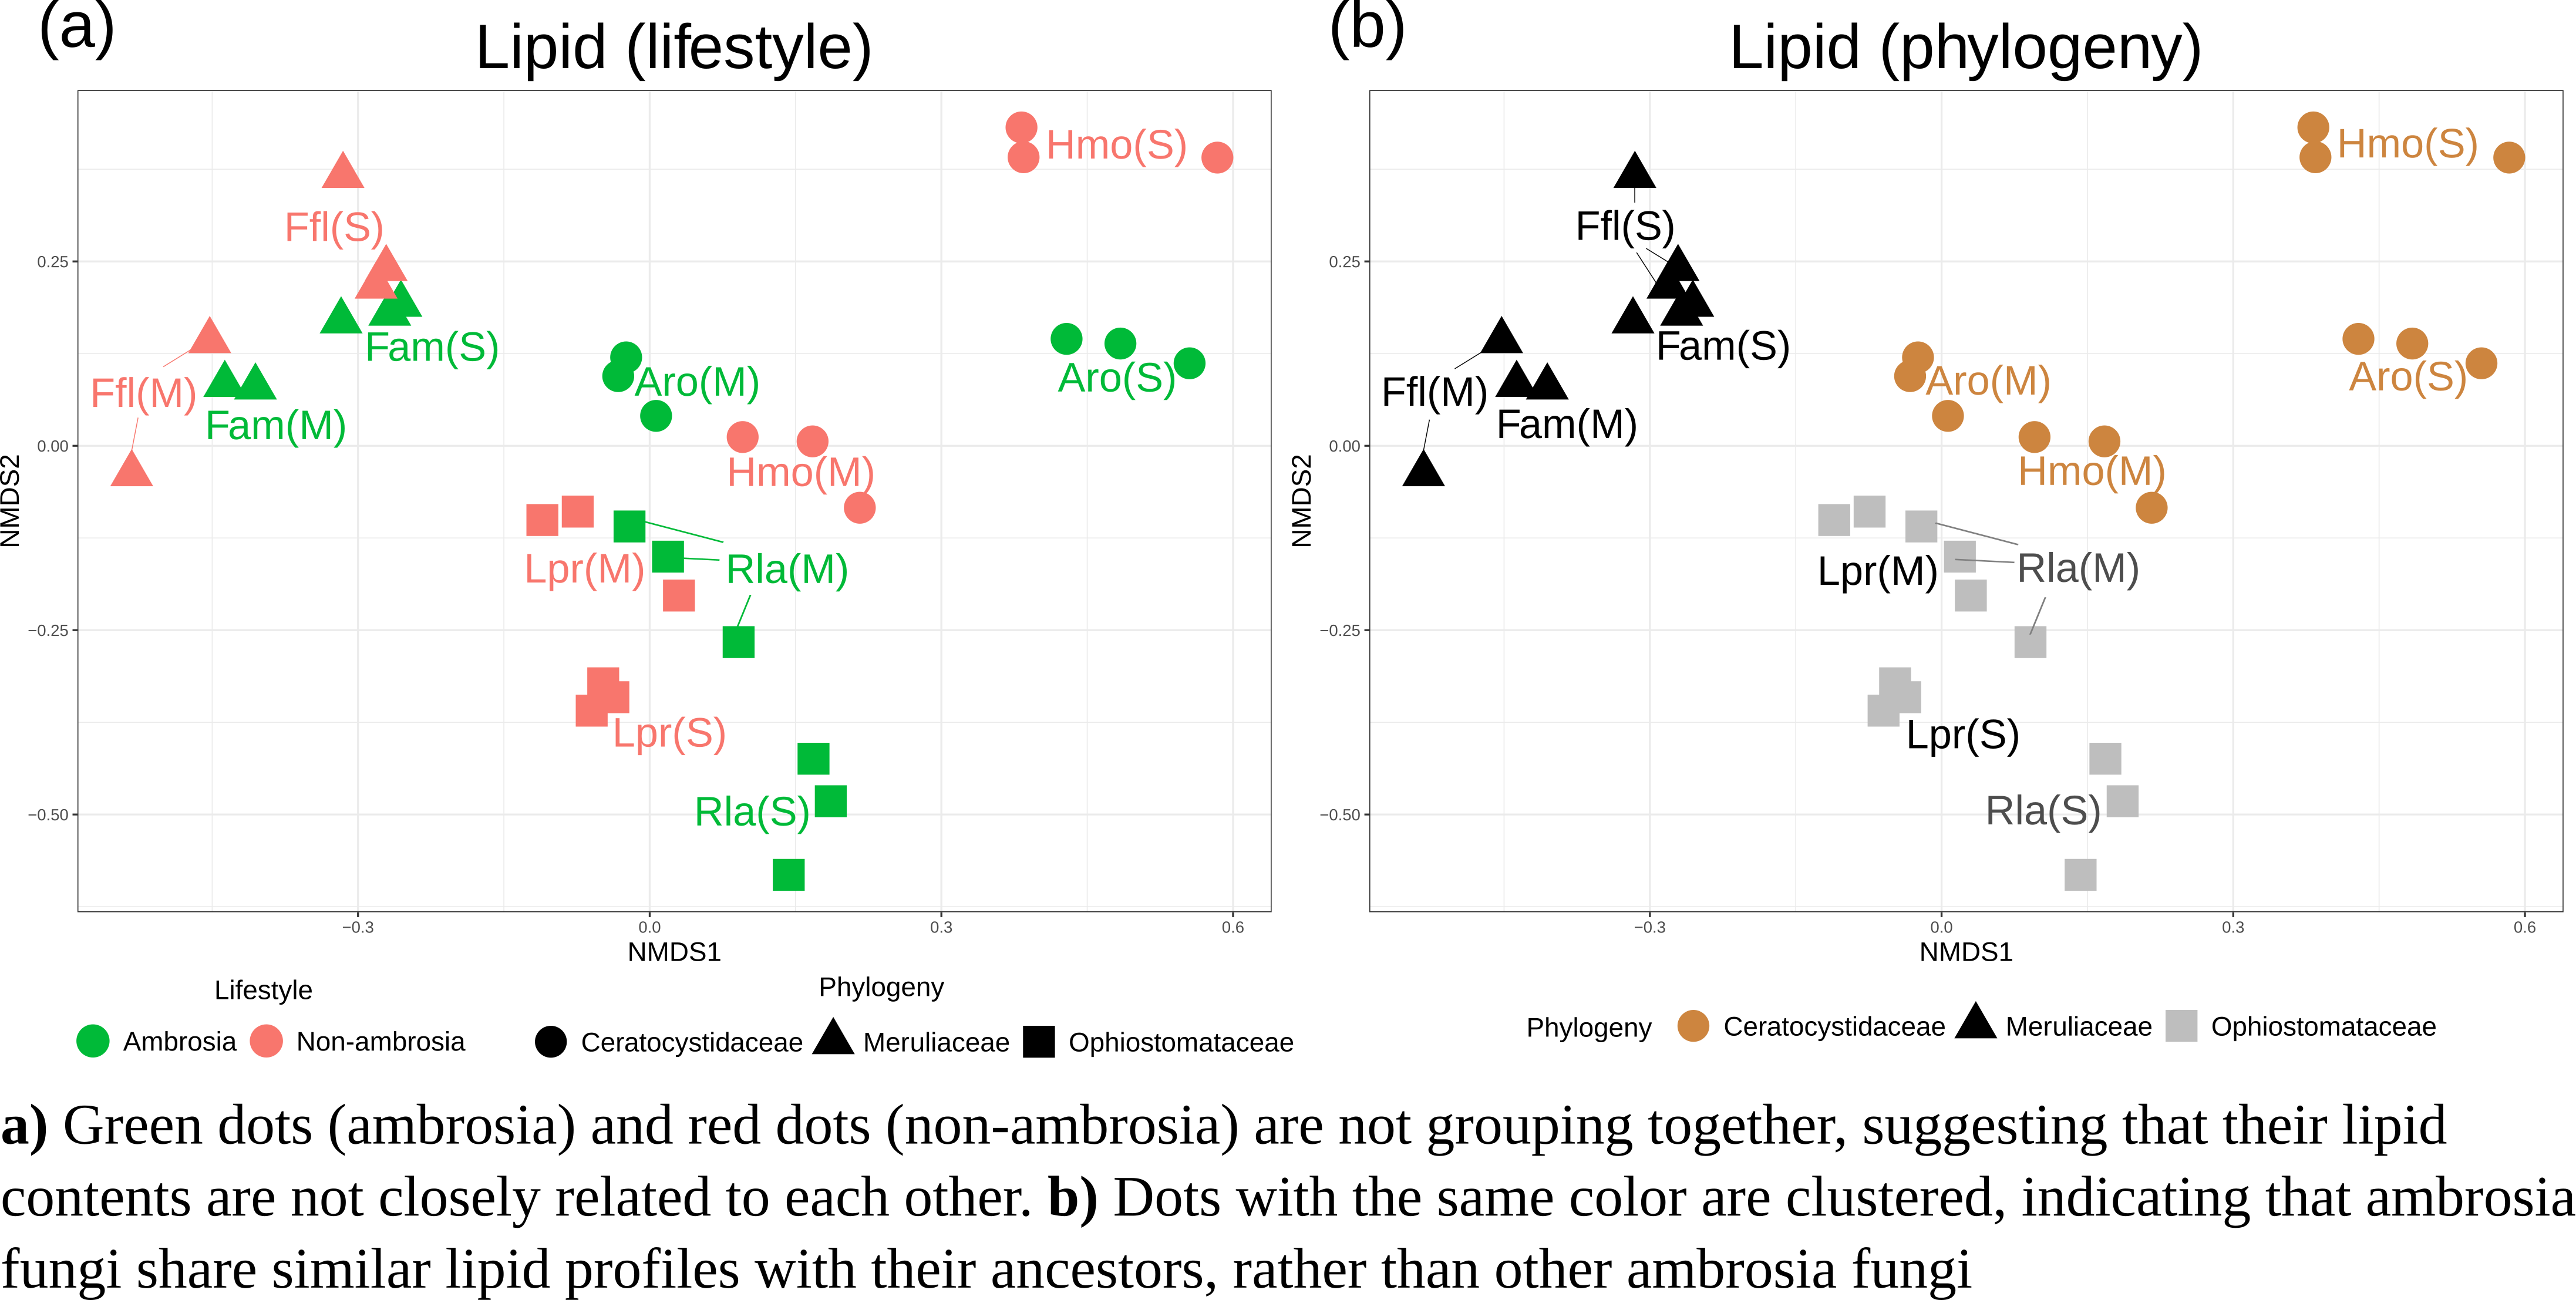 (a)
Lipid (lifestyle)
Hmo(S)
Ffl(S)
0.25
Fam(S)
Aro(M)
Aro(S)
Ffl(M)
Fam(M)
0.00
Hmo(M)
NMDS2
Lpr(M)
Rla(M)
−0.25
Lpr(S)
Rla(S)
−0.50
−0.3 0.0 0.3 0.6
NMDS1
Lifestyle Phylogeny
Ambrosia Non-ambrosia Ceratocystidaceae Meruliaceae Ophiostomataceae
(b)
Lipid (phylogeny)
Hmo(S)
Ffl(S)
0.25
Fam(S)
Aro(M)
Aro(S)
Ffl(M)
Fam(M)
0.00
Hmo(M)
NMDS2
Lpr(M)
Rla(M)
−0.25
Lpr(S)
Rla(S)
−0.50
−0.3 0.0 0.3 0.6
NMDS1
Phylogeny Ceratocystidaceae Meruliaceae Ophiostomataceae
a) Green dots (ambrosia) and red dots (non-ambrosia) are not grouping together, suggesting that their lipid
contents are not closely related to each other. b) Dots with the same color are clustered, indicating that ambrosia
fungi share similar lipid profiles with their ancestors, rather than other ambrosia fungi